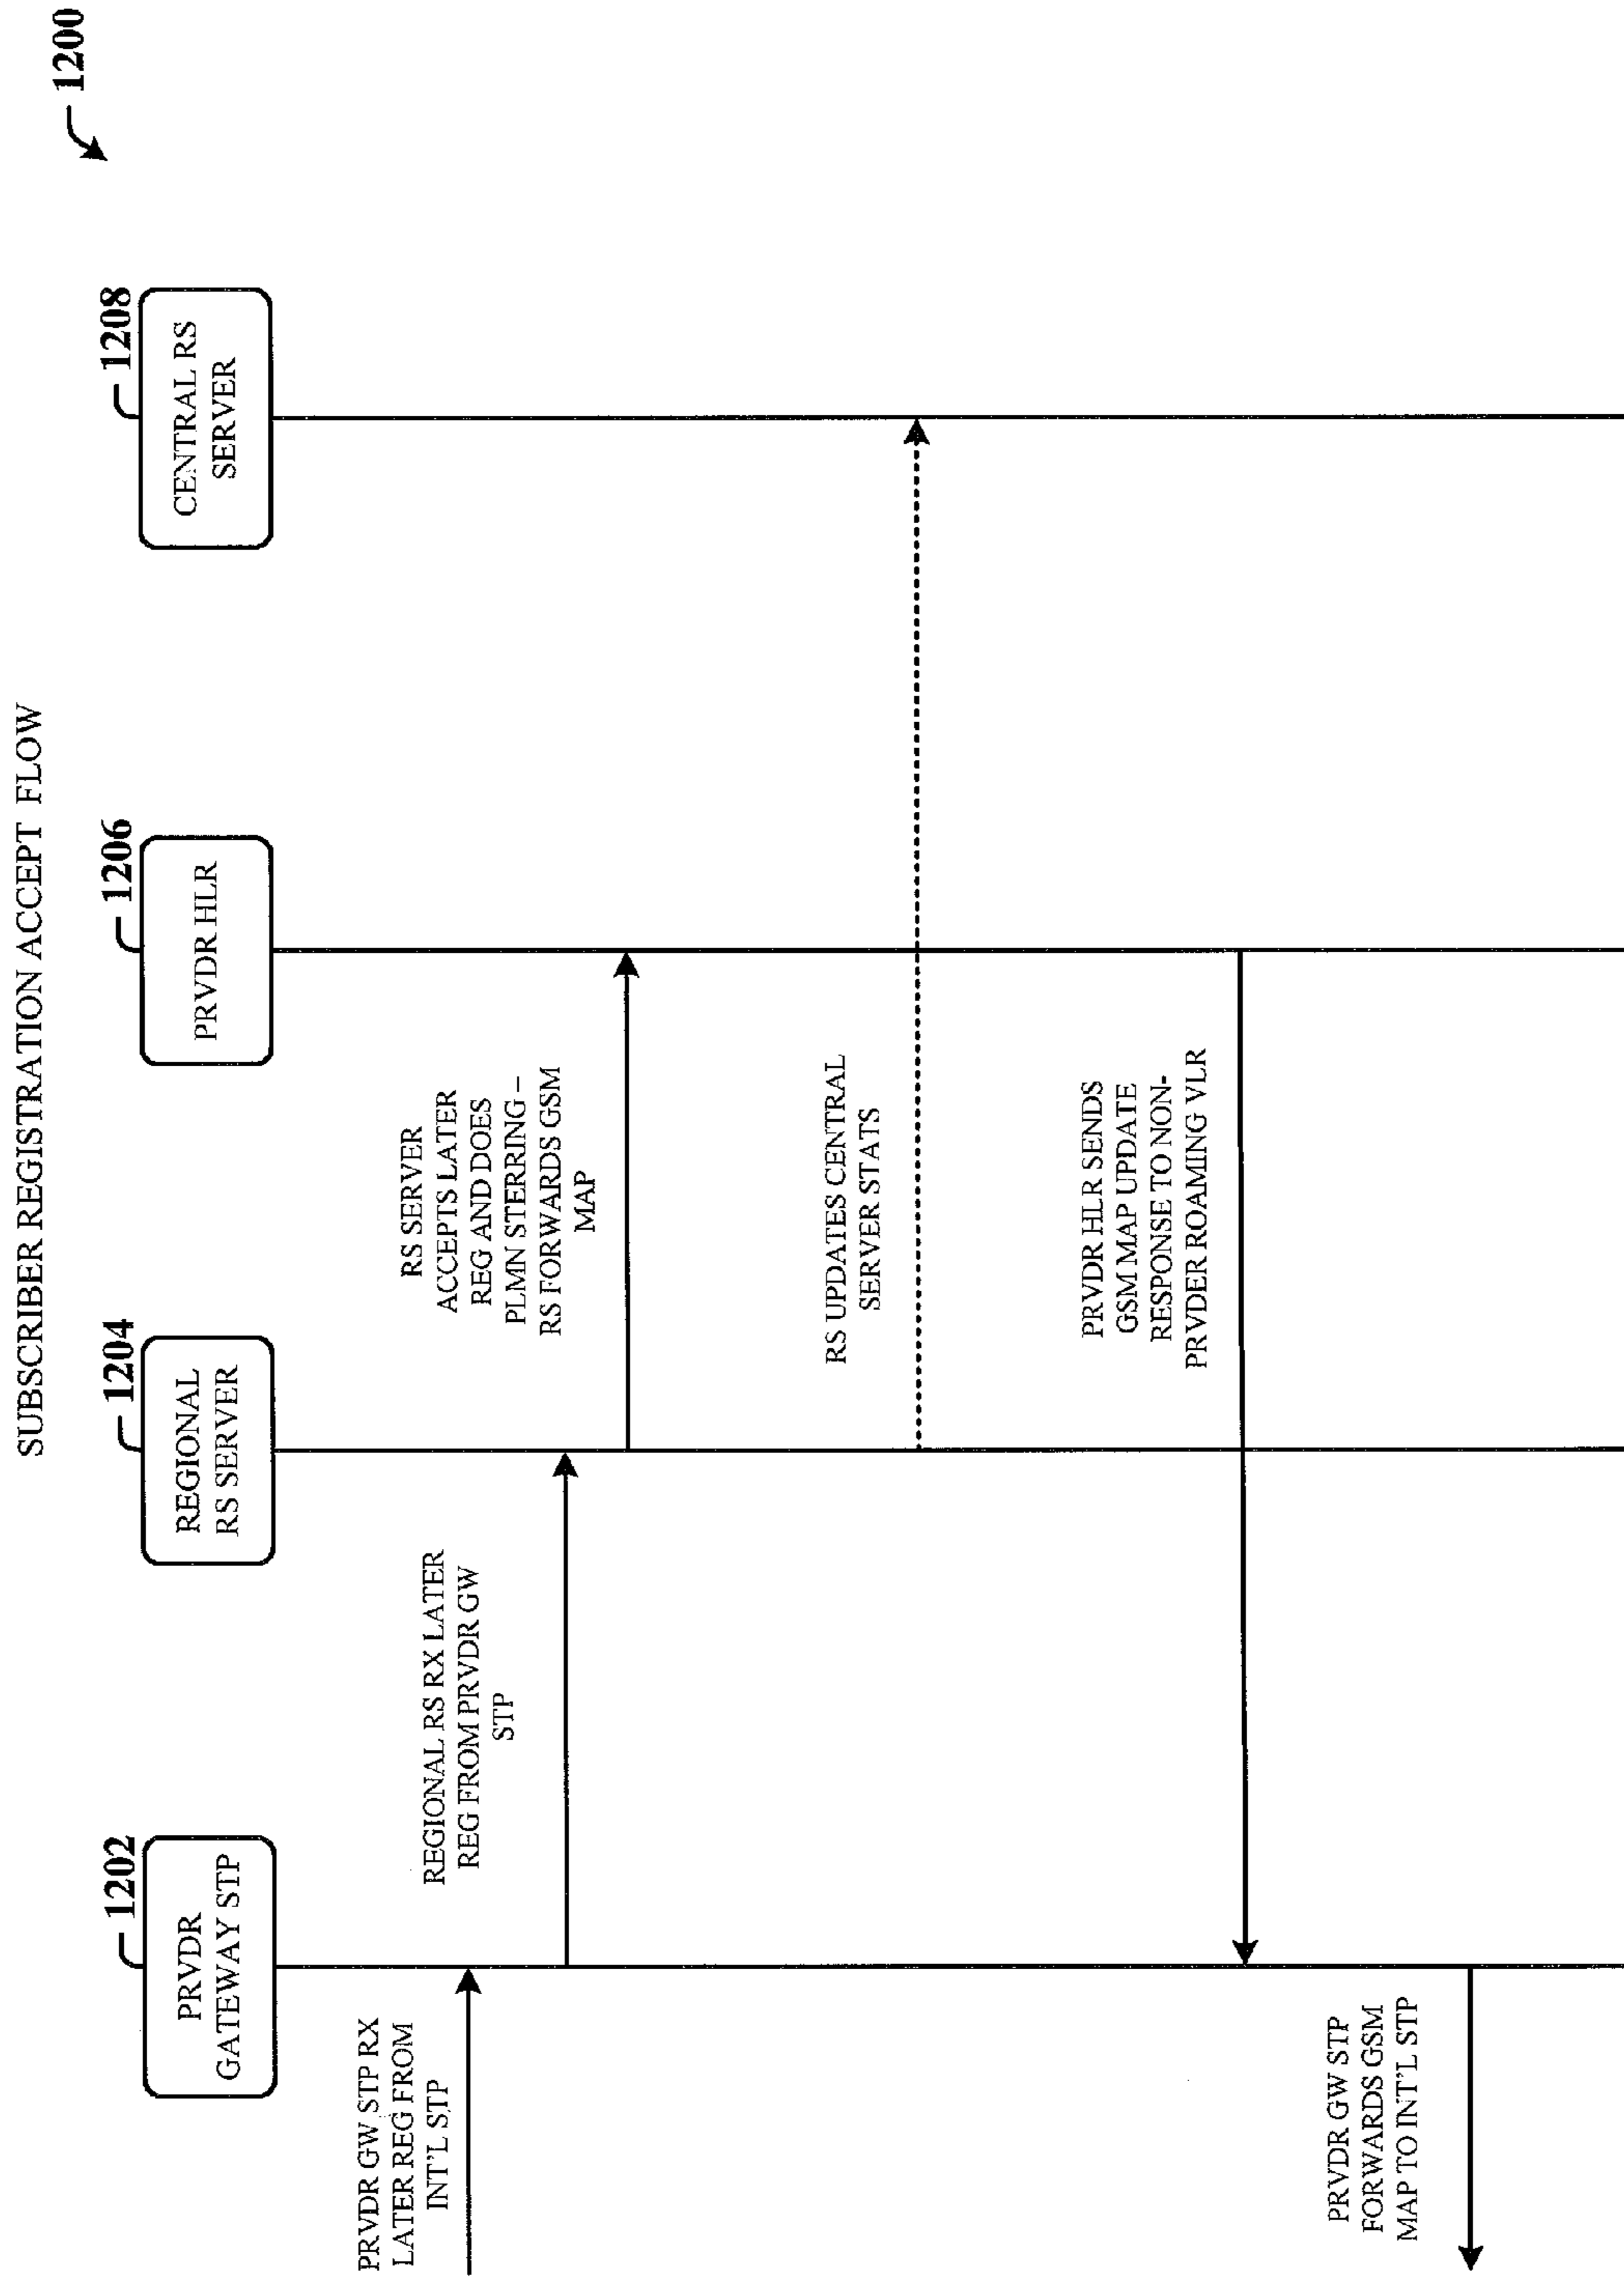 SUBSCRIBER REGISTRATION ACCEPT FLOW
1200
1202
PRVDR
GATEWAY STP
1204
REGIONAL
RS SERVER
1206
PRVDR HLR
1208
CENTRAL RS
SERVER
PRVDR GW STP RX
LATER REG FROM
INT'L STP
REGIONAL RS RX LATER
REG FROM PRVDR GW
STP
RS SERVER
ACCEPTS LATER
REG AND DOES
PLMN STERRING –
RS FORWARDS GSM
MAP
RS UPDATES CENTRAL
SERVER STATS
PRVDR HLR SENDS
GSM MAP UPDATE
RESPONSE TO NON-
PRVDER ROAMING VLR
PRVDR GW STP
FORWARDS GSM
MAP TO INT'L STP